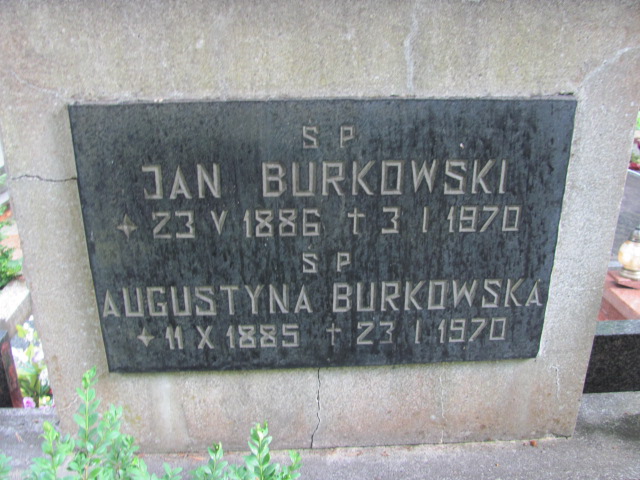 S P
JAN BURKOWSKI
+ 23 V 1886 † 3 I 1970
S P
AUGUSTYNA BURKOWSKA
+ 11 X 1885 † 23 I 1970